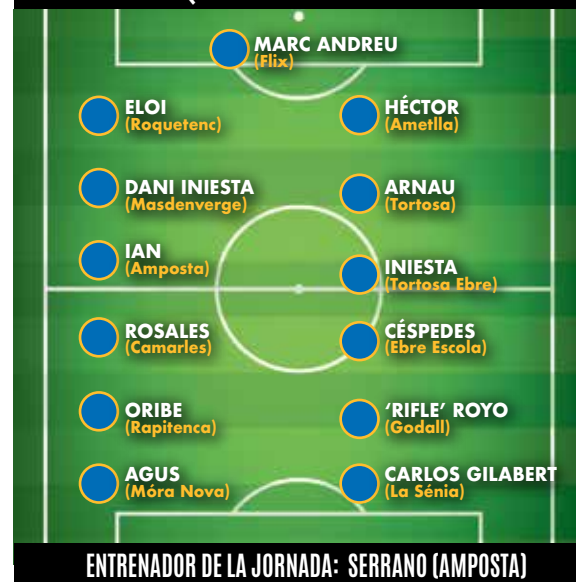 MARC ANDREU
(Flix)
ELOI
(Roquetenc)
HÉCTOR
(Ametlla)
DANI INIESTA
(Masdenverge)
ARNAU
(Tortosa)
IAN
(Amposta)
INIESTA
(Tortosa Ebre)
ROSALES
(Camarles)
CÉSPEDES
(Ebre Escola)
ORIBE
(Rapitenca)
‘RIFLE’ ROYO
(Godall)
AGUS
(Móra Nova)
CARLOS GILABERT
(La Sénia)
ENTRENADOR DE LA JORNADA: SERRANO (AMPOSTA)